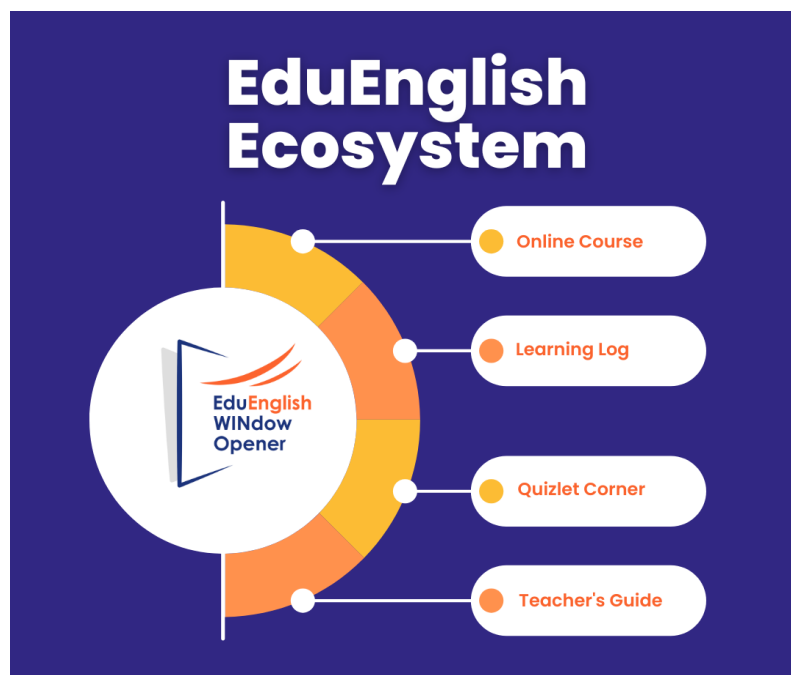 EduEnglish
Ecosystem
Online Course
Learning Log
EduEnglish
WINdow
Opener
Quizlet Corner
Teacher's Guide